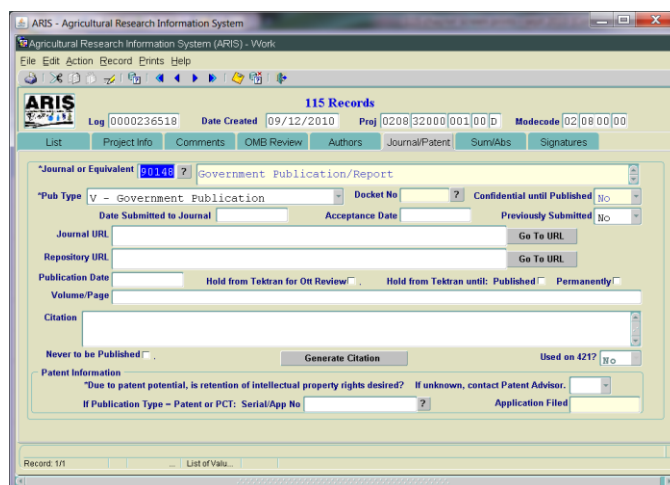 ARIS - Agricultural Research Information System
Agricultural Research Information System (ARIS) - Work
File Edit Action Record Prints Help
ARIS
115 Records
Log 0000236518 Date Created 09/12/2010 Proj 0208 32000 001 00 D Modecode 02 08 00 00
List Project Info Comments OMB Review Authors Journal/Patent Sum/Abs Signatures
*Journal or Equivalent 90148 ? Government Publication/Report
*Pub Type V - Government Publication Docket No ? Confidential until Published No
Date Submitted to Journal Acceptance Date Previously Submitted No
Journal URL Go To URL
Repository URL Go To URL
Publication Date Hold from Tektran for Ott Review . Hold from Tektran until: Published Permanently
Volume/Page
Citation
Never to be Published . Generate Citation Used on 421? No
Patent Information
*Due to patent potential, is retention of intellectual property rights desired? If unknown, contact Patent Advisor.
If Publication Type - Patent or PCT: Serial/App No ? Application Filed
Record: 1/1 ... List of Valu...